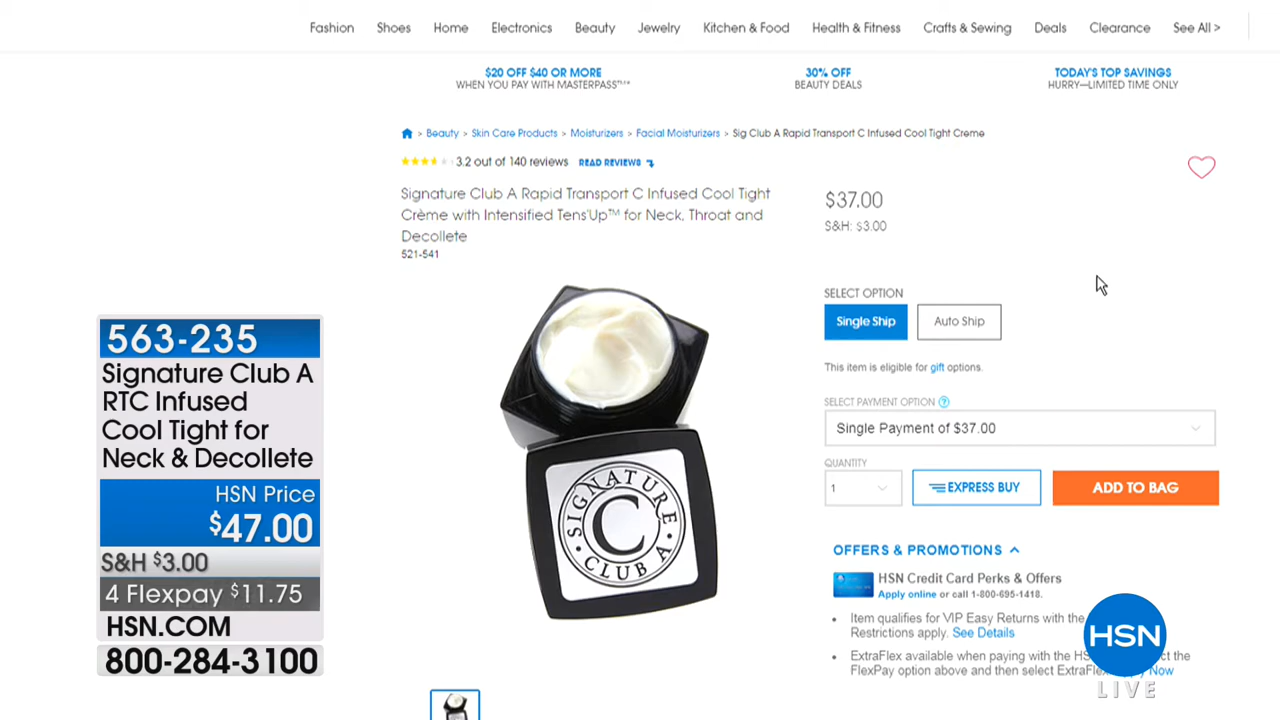 Fashion Shoes Home Electronics Beauty Jewelry Kitchen & Food Health & Fitness Crafts & Sewing Deals Clearance See All >
$20 OFF $40 OR MORE
WHEN YOU PAY WITH MASTERPASS™*
30% OFF
BEAUTY DEALS
TODAY'S TOP SAVINGS
HURRY—LIMITED TIME ONLY
> Beauty > Skin Care Products > Moisturizers > Facial Moisturizers > Sig Club A Rapid Transport C Infused Cool Tight Creme
3.2 out of 140 reviews READ REVIEWS
Signature Club A Rapid Transport C Infused Cool Tight
Crème with Intensified Tens'Up™ for Neck, Throat and
Decollete
521-541
$37.00
S&H: $3.00
SELECT OPTION
Single Ship Auto Ship
This item is eligible for gift options.
SELECT PAYMENT OPTION ?
Single Payment of $37.00
QUANTITY
1
EXPRESS BUY
ADD TO BAG
OFFERS & PROMOTIONS
HSN Credit Card Perks & Offers
Apply online or call 1-800-695-1418.
• Item qualifies for VIP Easy Returns with the
Restrictions apply. See Details
• ExtraFlex available when paying with the HS ct the
FlexPay option above and then select ExtraFlex Now
SIGNATURE
C
CLUB A
563-235
Signature Club A
RTC Infused
Cool Tight for
Neck & Decollete
HSN Price
$47.00
S&H $3.00
4 Flexpay $11.75
HSN.COM
800-284-3100
HSN
LIVE